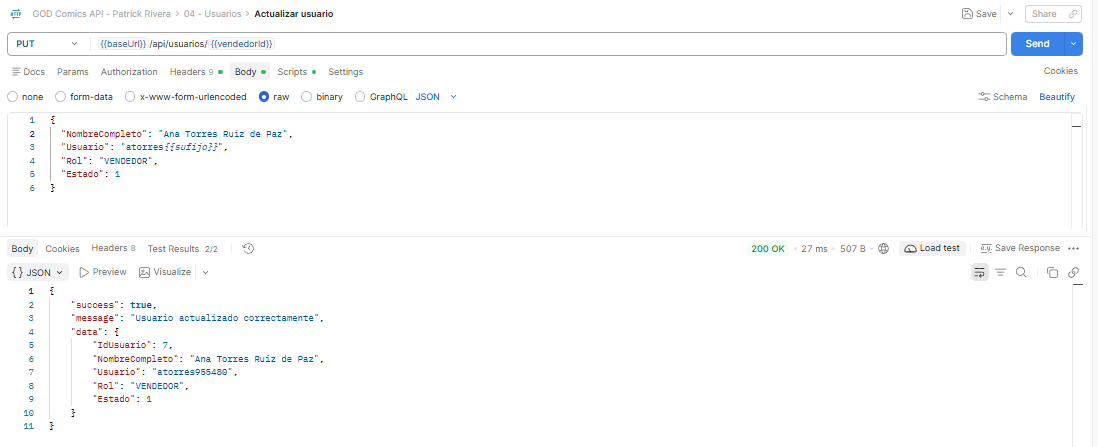 GOD Comics API - Patrick Rivera > 04 - Usuarios > Actualizar usuario Save Share
PUT {{baseUrl}} /api/usuarios/ {{vendedorId}} Send
Docs Params Authorization Headers 9 Body Scripts Settings Cookies
none form-data x-www-form-urlencoded raw binary GraphQL JSON Schema Beautify
1 {
2 "NombreCompleto": "Ana Torres Ruiz de Paz",
3 "Usuario": "atorres{{sufijo}}",
4 "Rol": "VENDEDOR",
5 "Estado": 1
6 }
Body Cookies Headers 8 Test Results 2/2 200 OK 27 ms 507 B Load test Save Response
{} JSON Preview Visualize
1 {
2 "success": true,
3 "message": "Usuario actualizado correctamente",
4 "data": {
5 "IdUsuario": 7,
6 "NombreCompleto": "Ana Torres Ruiz de Paz",
7 "Usuario": "atorres955480",
8 "Rol": "VENDEDOR",
9 "Estado": 1
10 }
11 }